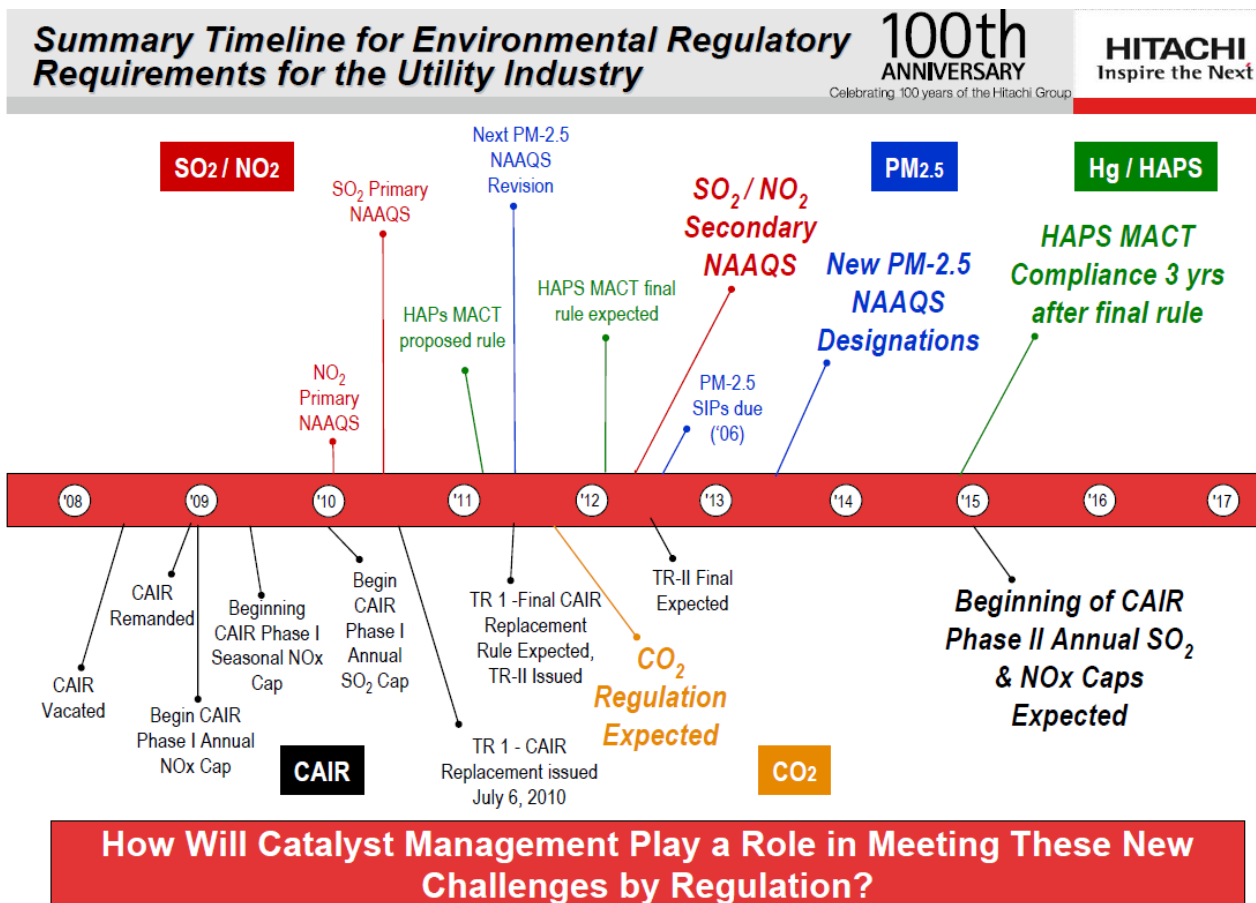 Summary Timeline for Environmental Regulatory
Requirements for the Utility Industry
100th
ANNIVERSARY
Celebrating 100 years of the Hitachi Group
HITACHI
Inspire the Next
SO2 / NO2
Next PM-2.5
NAAQS
Revision
PM2.5
Hg / HAPS
SO2 Primary
NAAQS
SO2 / NO2
Secondary
NAAQS
HAPS MACT
Compliance 3 yrs
after final rule
New PM-2.5
NAAQS
Designations
HAPS MACT final
rule expected
HAPs MACT
proposed rule
NO2
Primary
NAAQS
PM-2.5
SIPs due
('06)
'08
'09
'10
'11
'12
'13
'14
'15
'16
'17
CAIR
Vacated
CAIR
Remanded
Begin CAIR
Phase I Annual
NOx Cap
Beginning
CAIR Phase I
Seasonal NOx
Cap
Begin
CAIR
Phase I
Annual
SO2 Cap
TR 1 - CAIR
Replacement issued
July 6, 2010
TR 1 -Final CAIR
Replacement
Rule Expected,
TR-II Issued
CO2
Regulation
Expected
TR-II Final
Expected
Beginning of CAIR
Phase II Annual SO2
& NOx Caps
Expected
CAIR
CO2
How Will Catalyst Management Play a Role in Meeting These New
Challenges by Regulation?